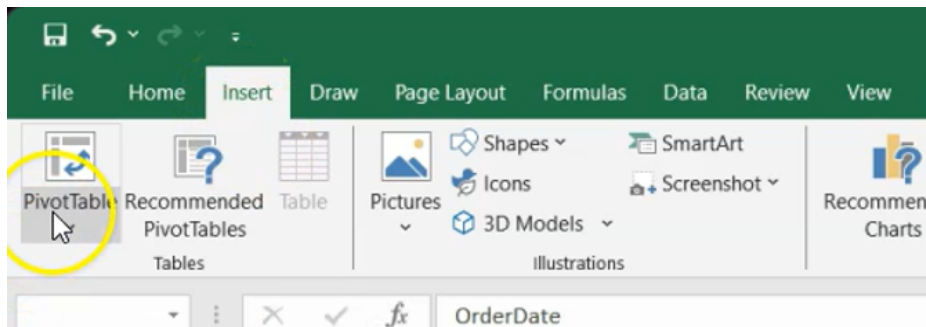 File Home Insert Draw Page Layout Formulas Data Review View
PivotTable
Recommended
PivotTables
Table
Pictures
Shapes
Icons
3D Models
SmartArt
Screenshot
Recommen
Charts
Tables
Illustrations
fx OrderDate